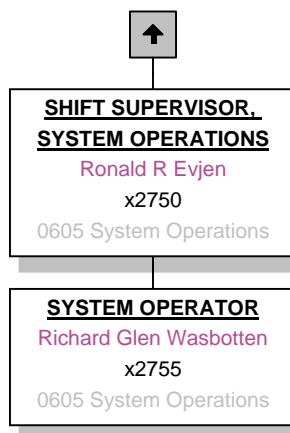 SHIFT SUPERVISOR,
SYSTEM OPERATIONS
Ronald R Evjen
x2750
0605 System Operations
SYSTEM OPERATOR
Richard Glen Wasbotten
x2755
0605 System Operations